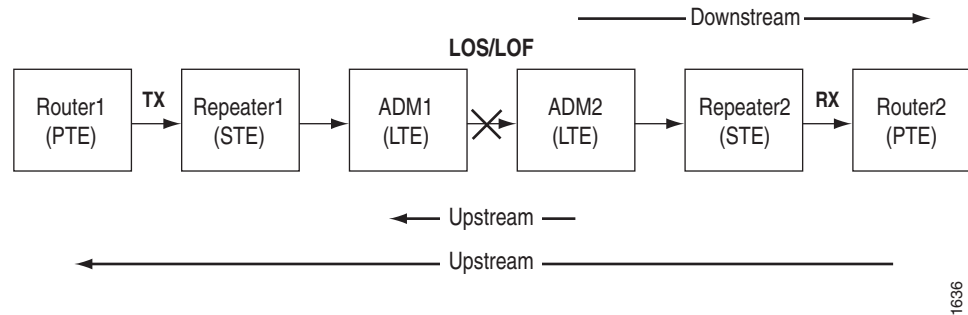 Downstream
LOS/LOF
Router1
(PTE)
TX
Repeater1
(STE)
ADM1
(LTE)
ADM2
(LTE)
Repeater2
(STE)
RX
Router2
(PTE)
Upstream
Upstream
1636